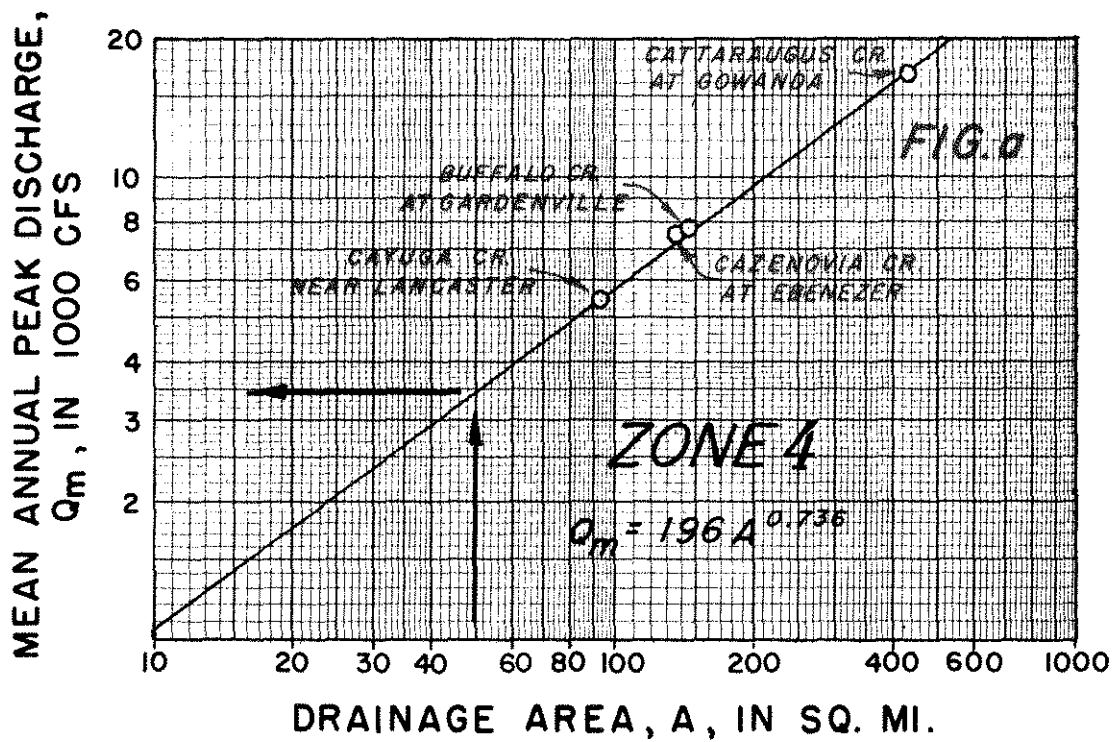 MEAN ANNUAL PEAK DISCHARGE,
Qm, IN 1000 CFS
20
10
8
6
4
3
2
CATTARAUGUS CR.
AT GOWANDA
FIG. a
BUFFALO CR.
AT GARDENVILLE
CAYUGA CR.
NEAR LANCASTER
CAZENOVIA CR.
AT EBENEZER
ZONE 4
Qm = 196 A^0.736
10 20 30 40 60 80 100 200 400 600 1000
DRAINAGE AREA, A, IN SQ. MI.